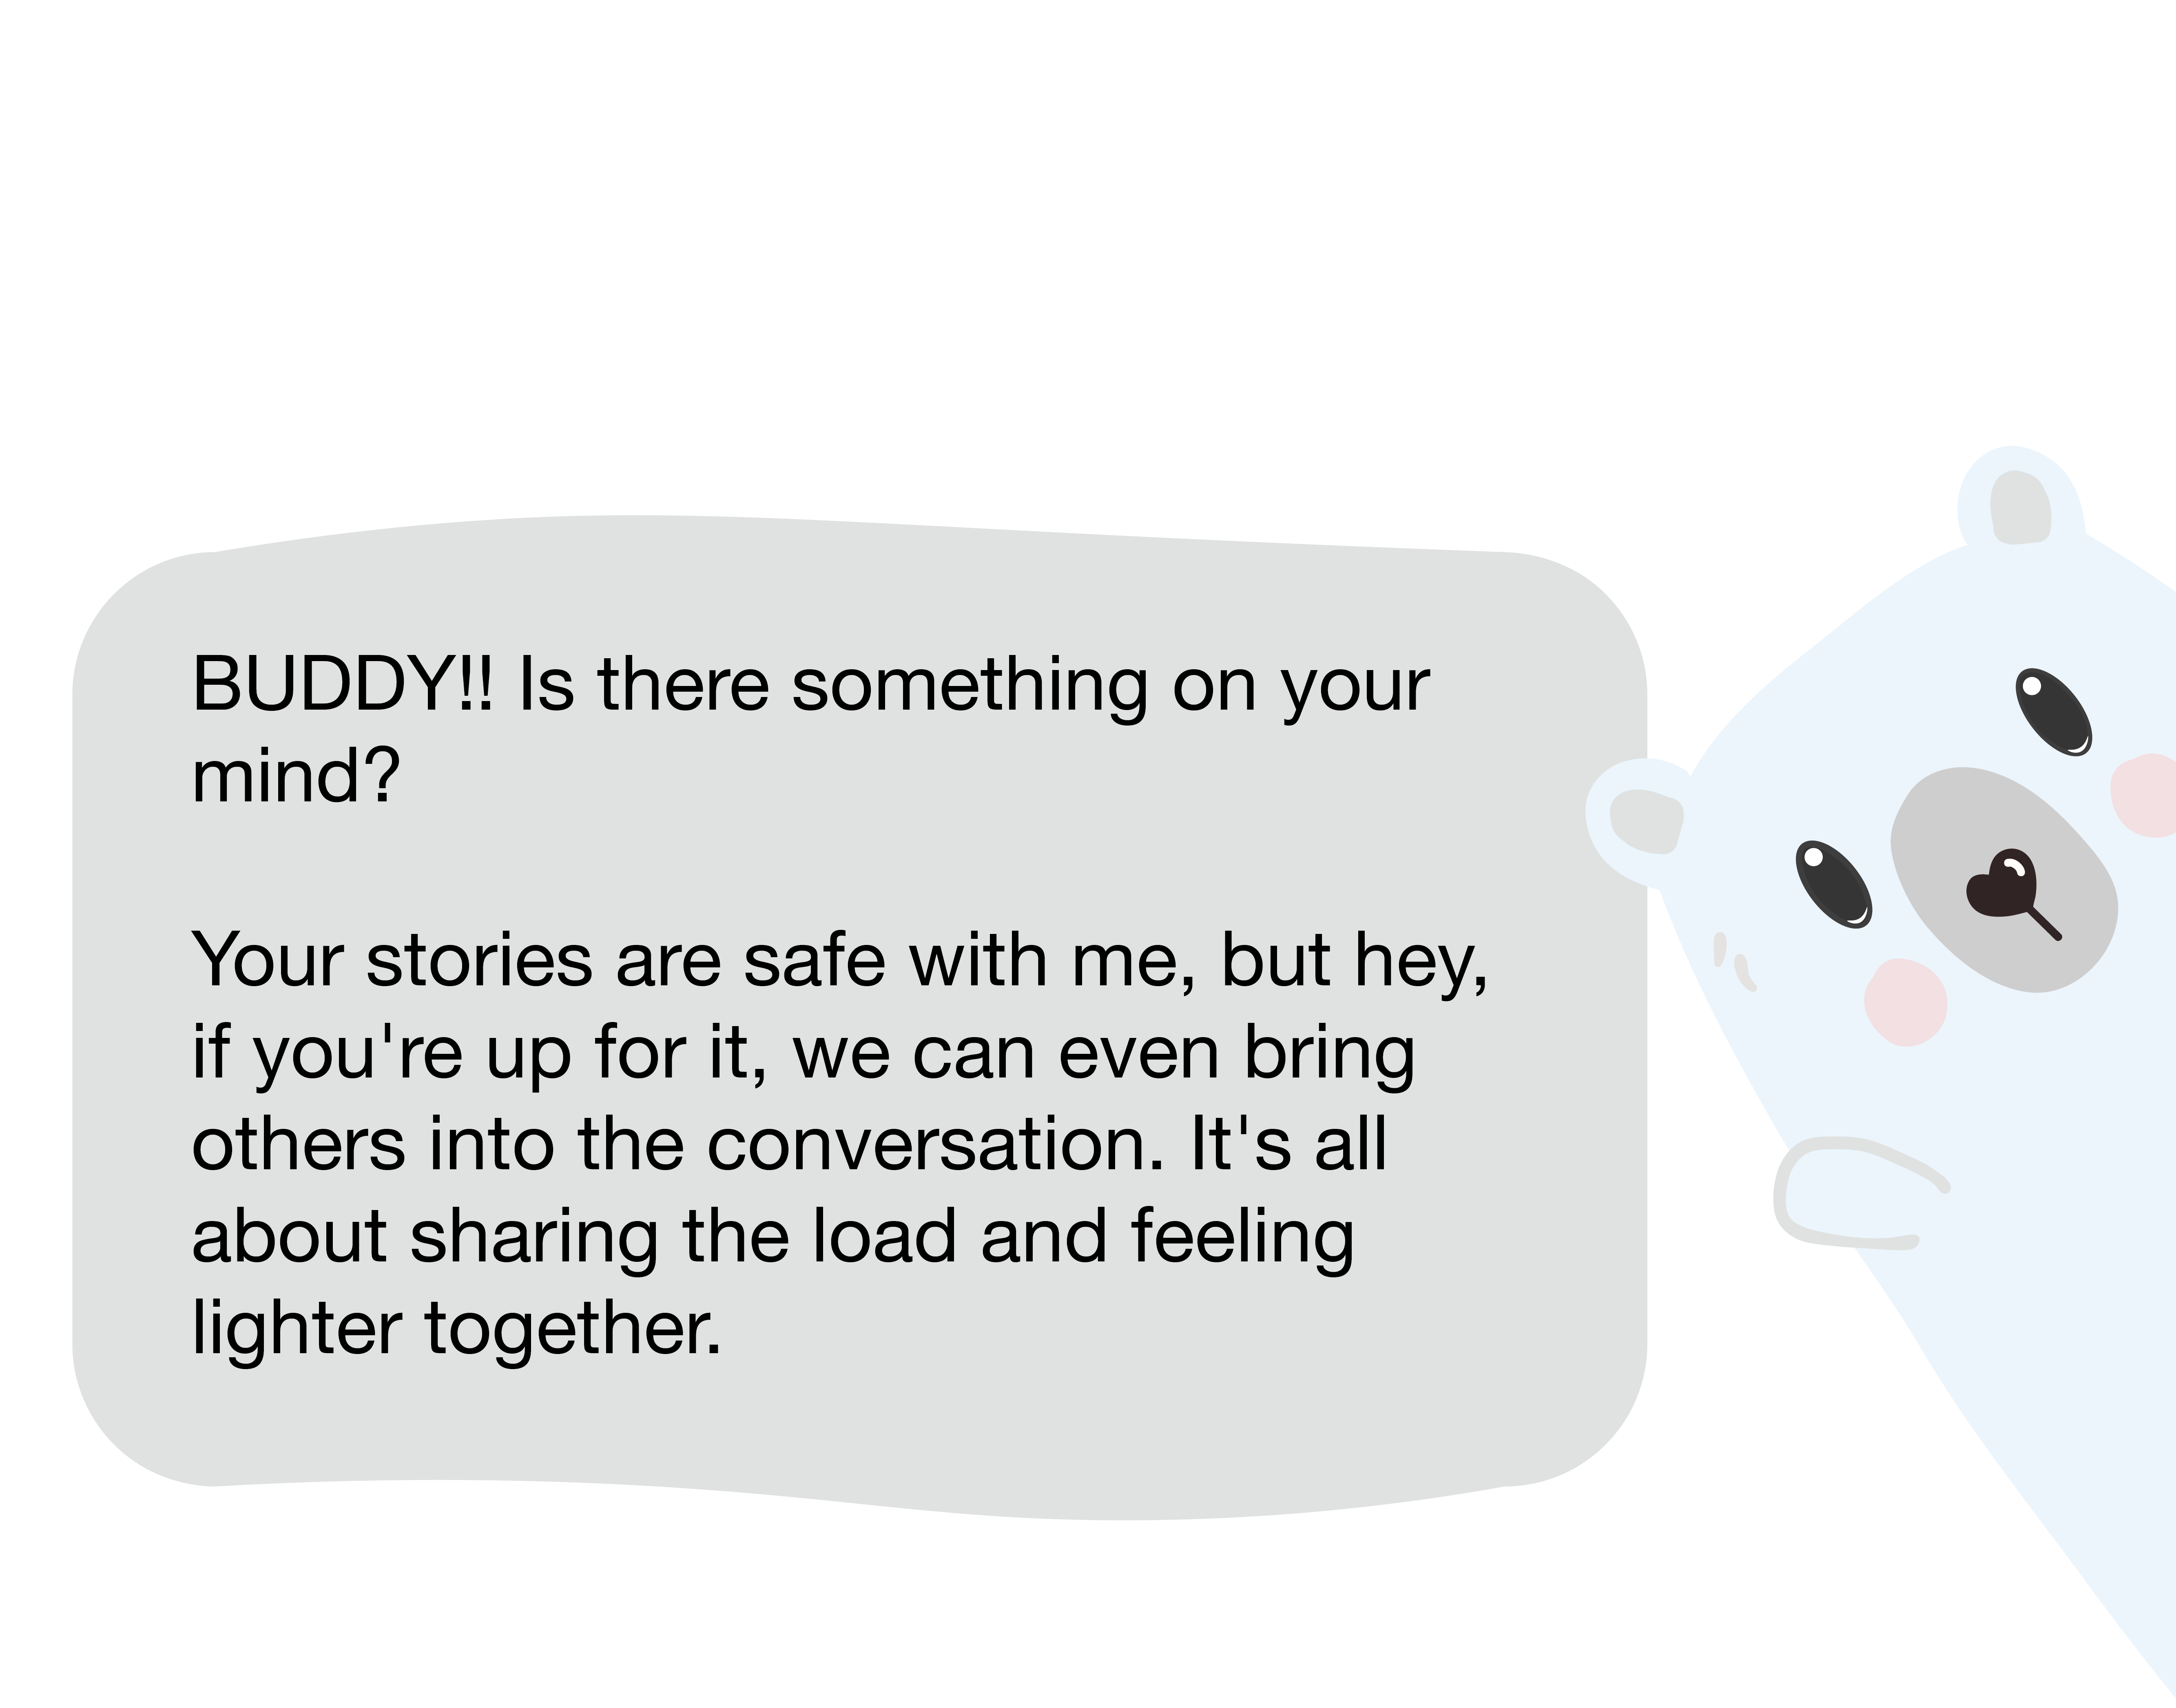 BUDDY!! Is there something on your
mind?
Your stories are safe with me, but hey,
if you're up for it, we can even bring
others into the conversation. It's all
about sharing the load and feeling
lighter together.